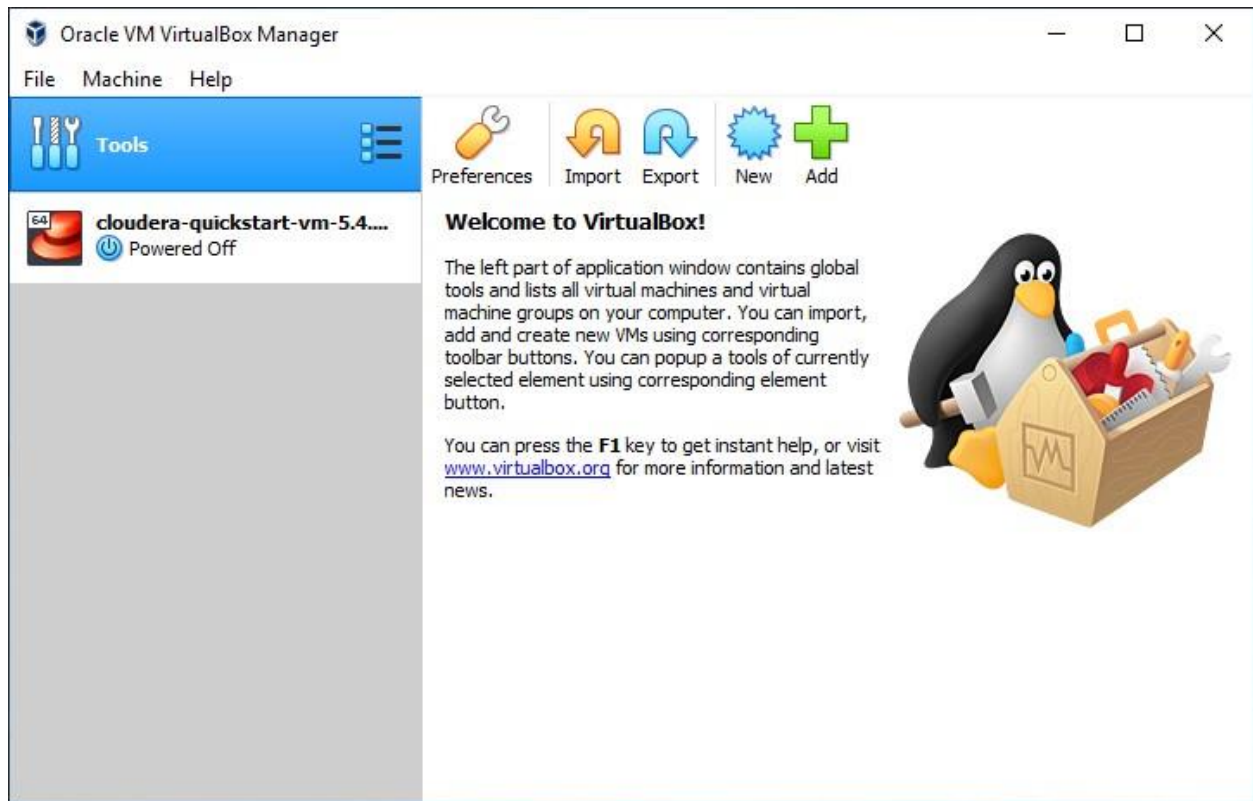 Oracle VM VirtualBox Manager
File Machine Help
Tools
Preferences Import Export New Add
64
cloudera-quickstart-vm-5.4....
Powered Off
Welcome to VirtualBox!
The left part of application window contains global
tools and lists all virtual machines and virtual
machine groups on your computer. You can import,
add and create new VMs using corresponding
toolbar buttons. You can popup a tools of currently
selected element using corresponding element
button.
You can press the F1 key to get instant help, or visit
www.virtualbox.org for more information and latest
news.